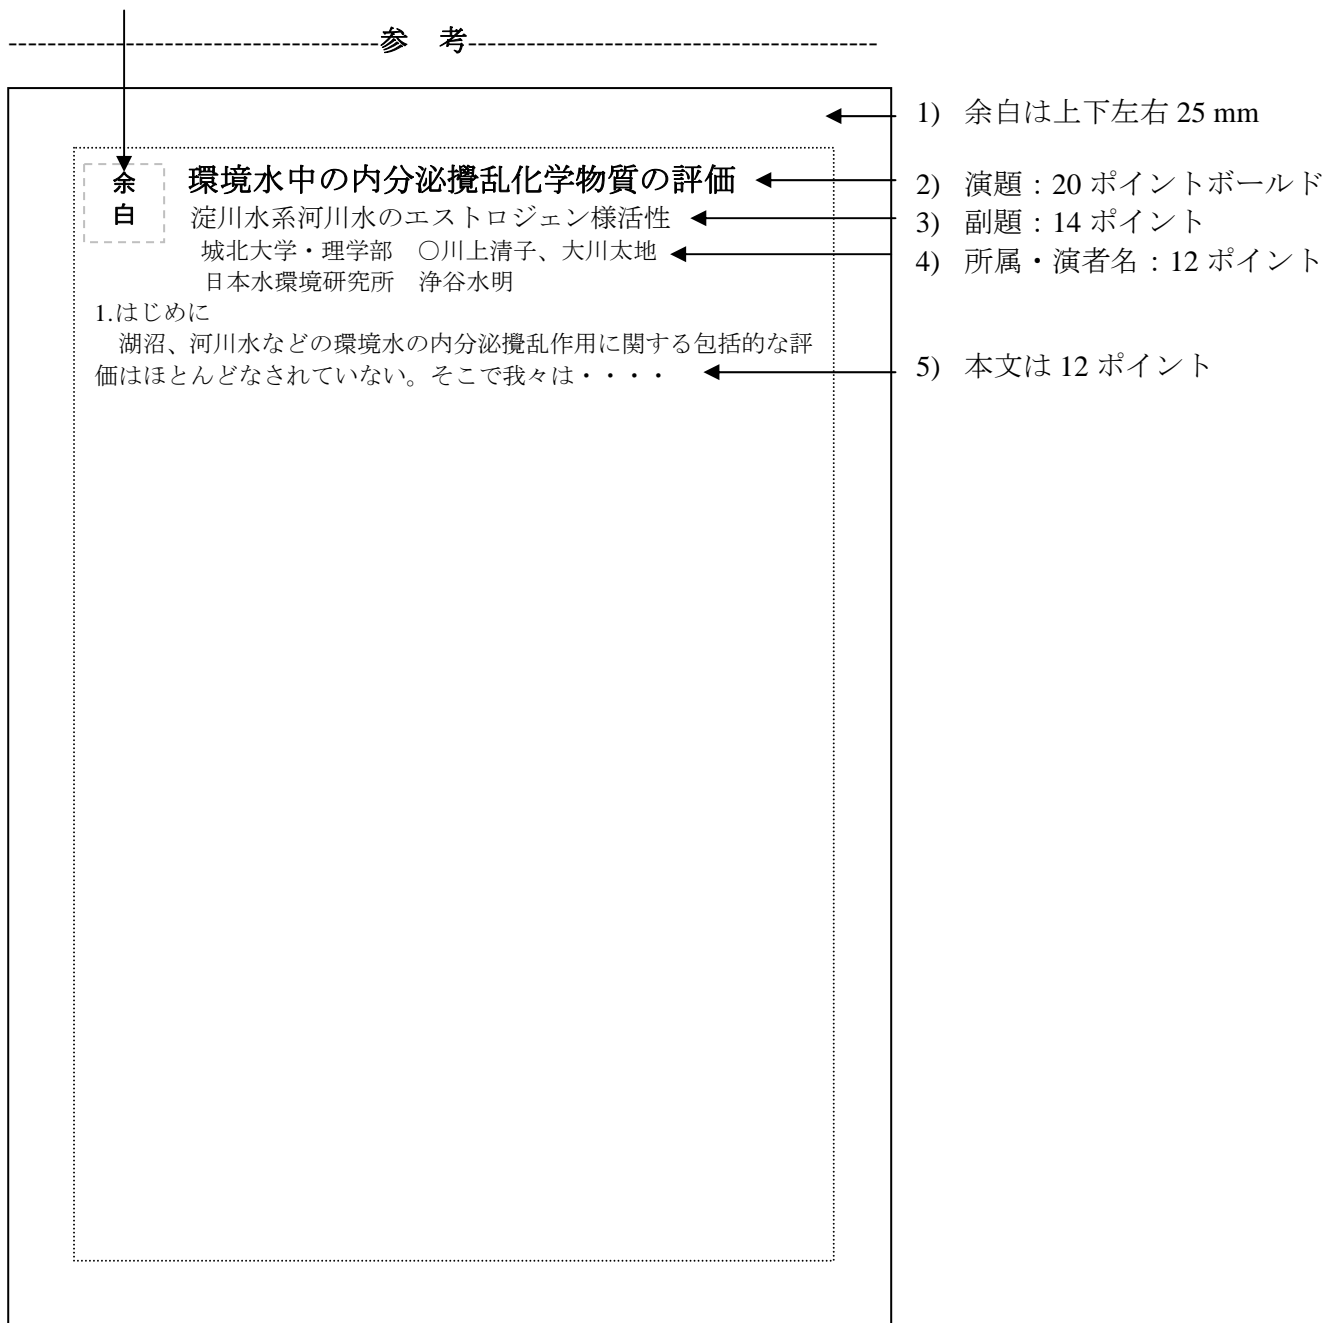 参　考
1) 余白は上下左右 25 mm
余
白
環境水中の内分泌攪乱化学物質の評価
2) 演題：20 ポイントボールド
淀川水系河川水のエストロジェン様活性
3) 副題：14 ポイント
城北大学・理学部　○川上清子、大川太地
4) 所属・演者名：12 ポイント
日本水環境研究所　浄谷水明
1.はじめに
　湖沼、河川水などの環境水の内分泌攪乱作用に関する包括的な評
価はほとんどなされていない。そこで我々は・・・・
5) 本文は 12 ポイント